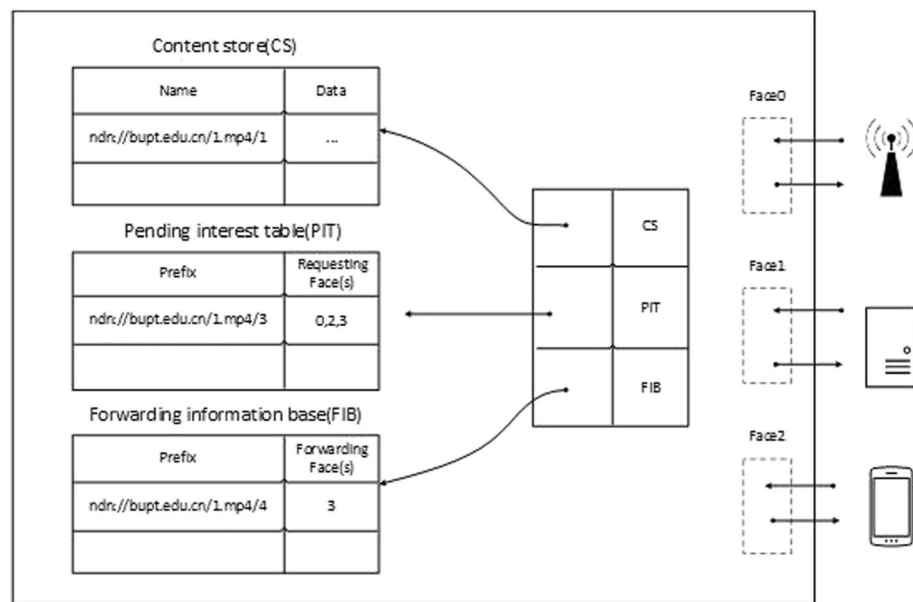 Content store(CS)
Name Data
ndn://bupt.edu.cn/1.mp4/1 ...
Pending interest table(PIT)
Prefix Requesting
Face(s)
ndn://bupt.edu.cn/1.mp4/3 0,2,3
Forwarding information base(FIB)
Prefix Forwarding
Face(s)
ndn://bupt.edu.cn/1.mp4/4 3
CS
PIT
FIB
Face0
Face1
Face2